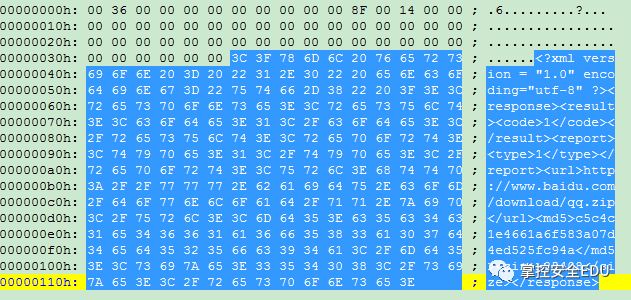 00000000h: 00 36 00 00 00 00 00 00 00 00 00 8F 00 14 00 00 ; .6.........?...
00000010h: 00 00 00 00 00 00 00 00 00 00 00 00 00 00 00 00 ; ................
00000020h: 00 00 00 00 00 00 00 00 00 00 00 00 00 00 00 00 ; ................
00000030h: 00 00 00 00 00 00 3C 3F 78 6D 6C 20 76 65 72 73 ; ......<?xml vers
00000040h: 69 6F 6E 20 3D 20 22 31 2E 30 22 20 65 6E 63 6F ; ion = "1.0" enco
00000050h: 64 69 6E 67 3D 22 75 74 66 2D 38 22 20 3F 3E 3C ; ding="utf-8" ?><
00000060h: 72 65 73 70 6F 6E 73 65 3E 3C 72 65 73 75 6C 74 ; response><result
00000070h: 3E 3C 63 6F 64 65 3E 31 3C 2F 63 6F 64 65 3E 3C ; ><code>1</code><
00000080h: 2F 72 65 73 75 6C 74 3E 3C 72 65 70 6F 72 74 3E ; /result><report>
00000090h: 3C 74 79 70 65 3E 31 3C 2F 74 79 70 65 3E 3C 2F ; <type>1</type></
000000a0h: 72 65 70 6F 72 74 3E 3C 75 72 6C 3E 68 74 74 70 ; report><url>http
000000b0h: 3A 2F 2F 77 77 77 2E 62 61 69 64 75 2E 63 6F 6D ; ://www.baidu.com
000000c0h: 2F 64 6F 77 6E 6C 6F 61 64 2F 71 71 2E 7A 69 70 ; /download/qq.zip
000000d0h: 3C 2F 75 72 6C 3E 3C 6D 64 35 3E 63 35 63 34 63 ; </url><md5>c5c4c
000000e0h: 31 65 34 36 36 31 61 36 66 35 38 33 61 30 37 64 ; 1e4661a6f583a07d
000000f0h: 34 65 64 35 32 35 66 63 39 34 61 3C 2F 6D 64 35 ; 4ed525fc94a</md5
00000100h: 3E 3C 73 69 7A 65 3E 33 35 34 30 38 3C 2F 73 69 ;
00000110h: 7A 65 3E 3C 2F 72 65 73 70 6F 6E 73 65 3E ; ze></response>
掌控安全EDU